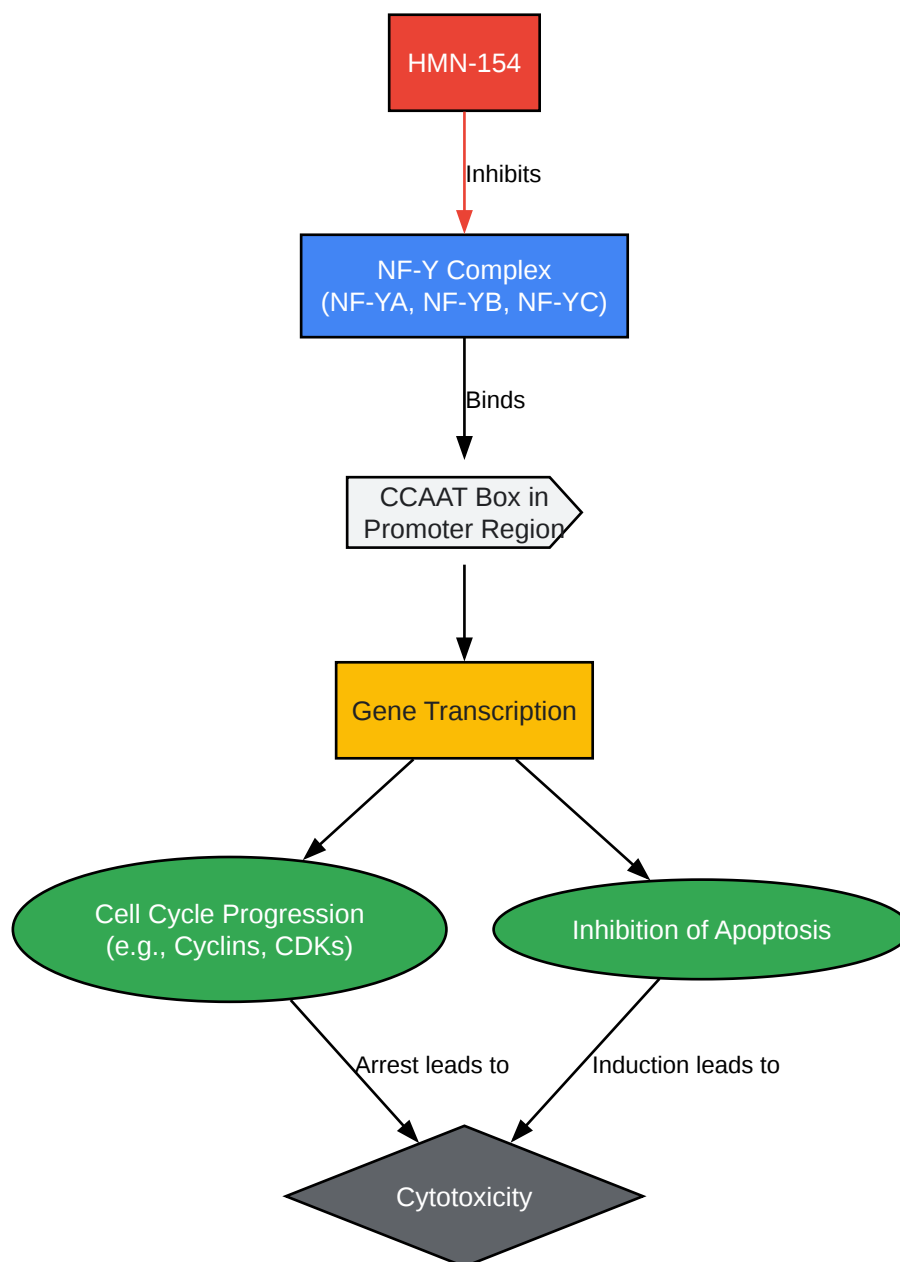 HMN-154
Inhibits
NF-Y Complex
(NF-YA, NF-YB, NF-YC)
Binds
CCAAT Box in
Promoter Region
Gene Transcription
Cell Cycle Progression
(e.g., Cyclins, CDKs)
Inhibition of Apoptosis
Arrest leads to
Induction leads to
Cytotoxicity